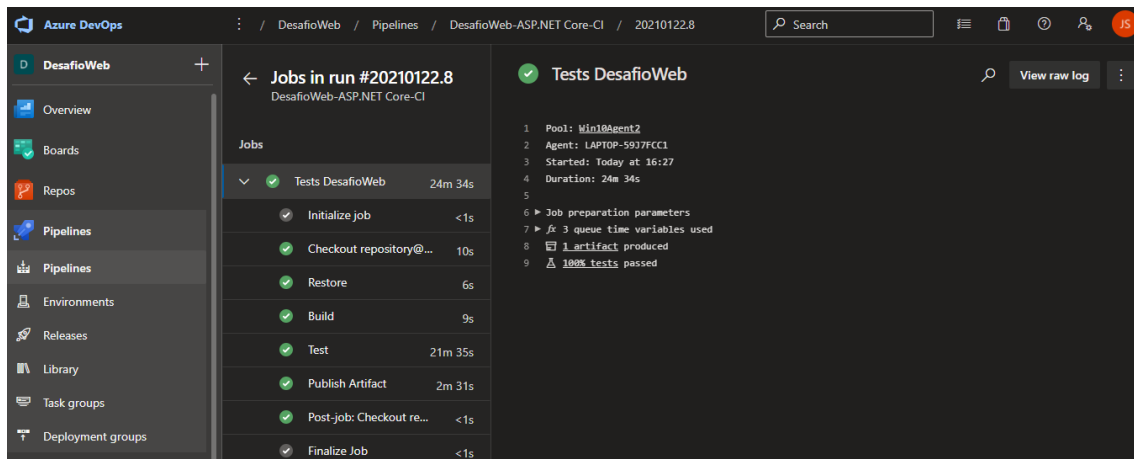 Azure DevOps
/ DesafioWeb / Pipelines / DesafioWeb-ASP.NET Core-CI / 20210122.8
Search
JS
D DesafioWeb
Overview
Boards
Repos
Pipelines
Pipelines
Environments
Releases
Library
Task groups
Deployment groups
Jobs in run #20210122.8
DesafioWeb-ASP.NET Core-CI
Jobs
Tests DesafioWeb 24m 34s
Initialize job <1s
Checkout repository@... 10s
Restore 6s
Build 9s
Test 21m 35s
Publish Artifact 2m 31s
Post-job: Checkout re... <1s
Finalize Job <1s
Tests DesafioWeb
View raw log
1 Pool: Win10Agent2
2 Agent: LAPTOP-59J7FCC1
3 Started: Today at 16:27
4 Duration: 24m 34s
5
6 Job preparation parameters
7 fx 3 queue time variables used
8 1 artifact produced
9 100% tests passed